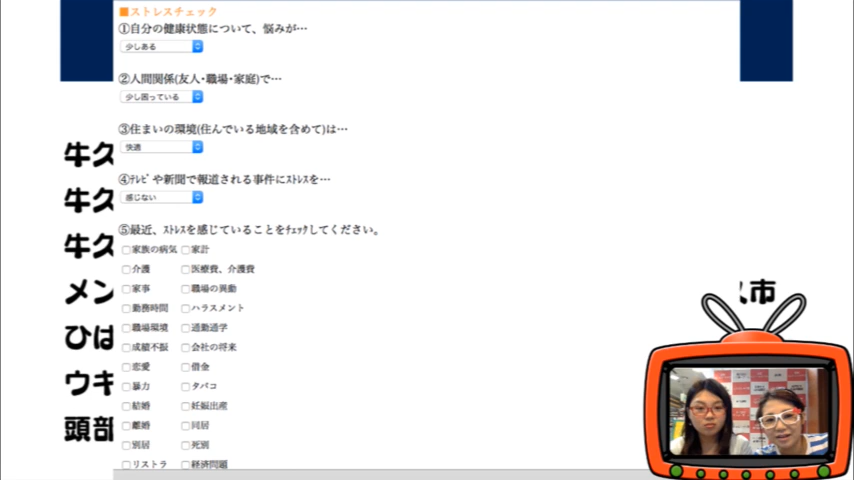 ■ストレスチェック
①自分の健康状態について、悩みが…
少しある
②人間関係(友人・職場・家庭)で…
少し困っている
③住まいの環境(住んでいる地域を含めて)は…
快適
④ﾃﾚﾋﾞや新聞で報道される事件にｽﾄﾚｽを…
感じない
⑤最近、ｽﾄﾚｽを感じていることをﾁｪｯｸしてください。
家族の病気 家計
介護 医療費、介護費
家事 職場の異動
勤務時間 ハラスメント
職場環境 通勤通学
成績不振 会社の将来
恋愛 借金
暴力 タバコ
結婚 妊娠出産
離婚 同居
別居 死別
リストラ 経済問題
牛久
牛久
牛久
メン
ひは
ウキ
頭部
市